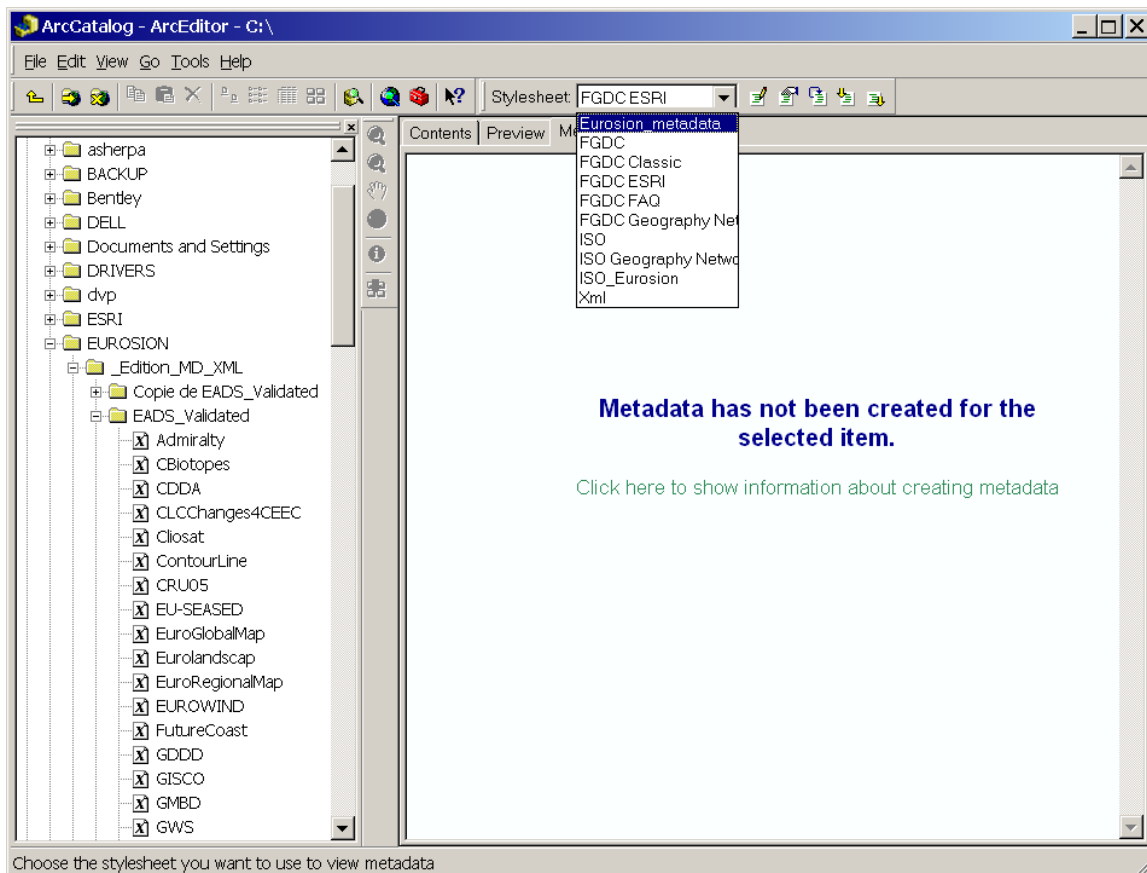 ArcCatalog - ArcEditor - C:\
File Edit View Go Tools Help
Stylesheet: FGDC ESRI
Contents Preview Me
Eurosion_metadata
FGDC
FGDC Classic
FGDC ESRI
FGDC FAQ
FGDC Geography Net
ISO
ISO Geography Netwo
ISO_Eurosion
Xml
asherpa
BACKUP
Bentley
DELL
Documents and Settings
DRIVERS
dvp
ESRI
EUROSION
_Edition_MD_XML
Copie de EADS_Validated
EADS_Validated
Admiralty
CBiotopes
CDDA
CLCChanges4CEEC
Cliosat
ContourLine
CRU05
EU-SEASED
EuroGlobalMap
Eurolandscap
EuroRegionalMap
EUROWIND
FutureCoast
GDDD
GISCO
GMBD
GWS
Metadata has not been created for the
selected item.
Click here to show information about creating metadata
Choose the stylesheet you want to use to view metadata